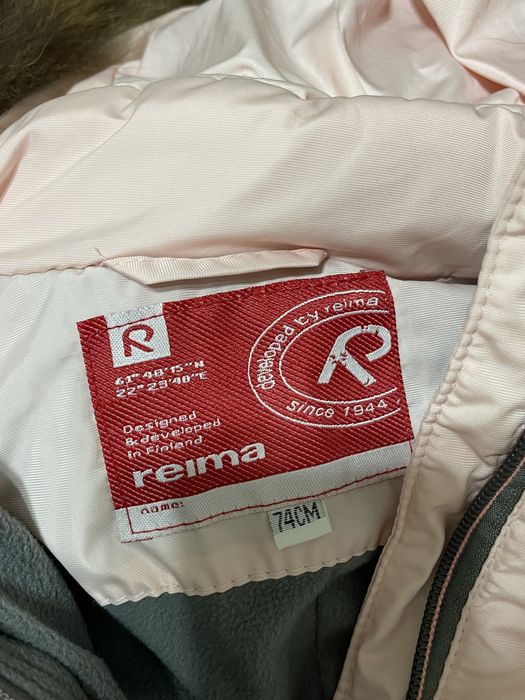 R
61° 48'15"N
22° 29'40"E
Designed
& developed
in Finland
reima
name:
developed by reima
R
since 1944
74CM